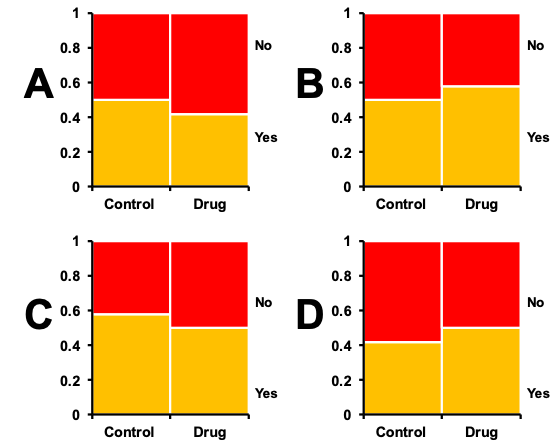 A
1
0.8
0.6
0.4
0.2
0
No
Yes
Control Drug
B
1
0.8
0.6
0.4
0.2
0
No
Yes
Control Drug
C
1
0.8
0.6
0.4
0.2
0
No
Yes
Control Drug
D
1
0.8
0.6
0.4
0.2
0
No
Yes
Control Drug